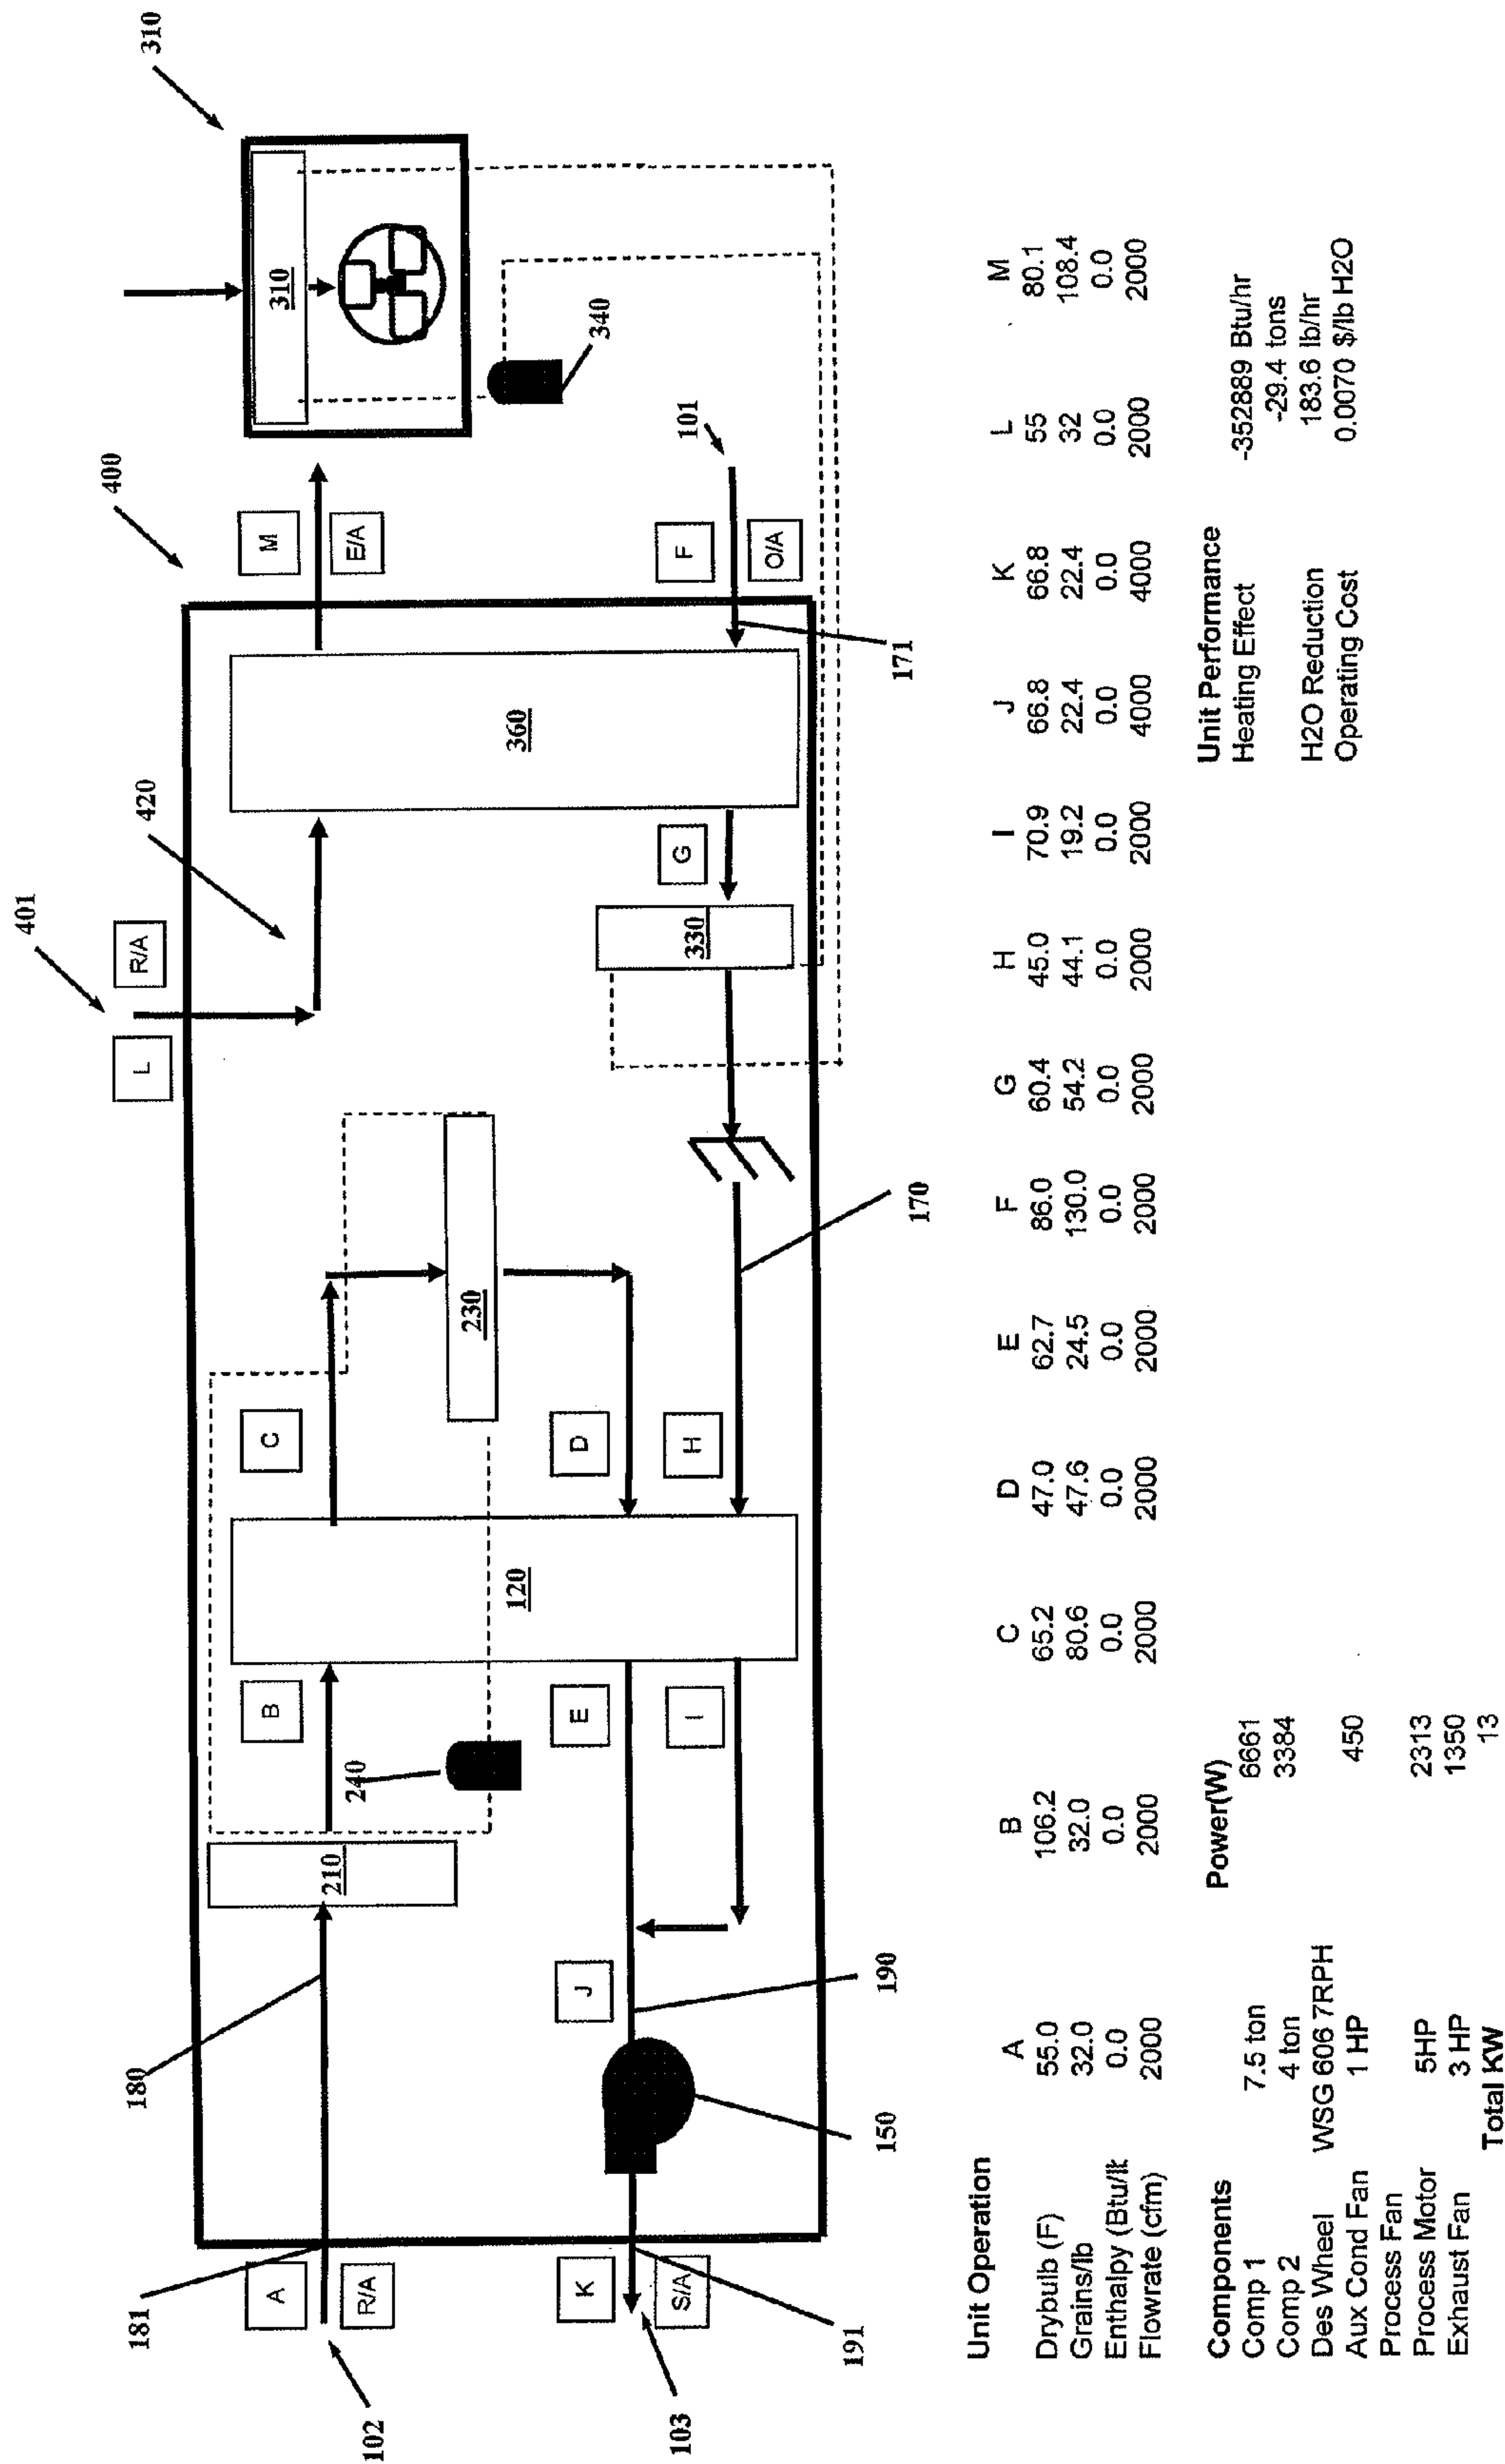 310
400
401
R/A
L
420
M
E/A
310
340
101
F
O/A
171
360
G
330
C
230
D
H
170
120
B
240
E
I
210
J
180
190
150
181
A
R/A
102
K
S/A
191
103
Unit Operation
A B C D E F G H I J K L M
Drybulb (F) 55.0 106.2 65.2 47.0 62.7 86.0 60.4 45.0 70.9 66.8 66.8 55 80.1
Grains/lb 32.0 32.0 80.6 47.6 24.5 130.0 54.2 44.1 19.2 22.4 22.4 32 108.4
Enthalpy (Btu/lk 0.0 0.0 0.0 0.0 0.0 0.0 0.0 0.0 0.0 0.0 0.0 0.0 0.0
Flowrate (cfm) 2000 2000 2000 2000 2000 2000 2000 2000 2000 4000 4000 2000 2000
Components Power(W)
Comp 1 7.5 ton 6661
Comp 2 4 ton 3384
Des Wheel WSG 606 7RPH
Aux Cond Fan 1 HP 450
Process Fan
Process Motor 5HP 2313
Exhaust Fan 3 HP 1350
Total KW 13
Unit Performance
Heating Effect -352889 Btu/hr
-29.4 tons
H2O Reduction 183.6 lb/hr
Operating Cost 0.0070 $/lb H2O